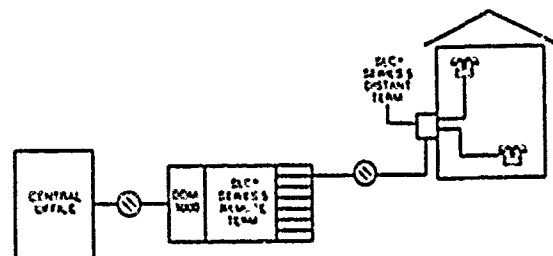 SLC®
SERIES 5
DISTANT
TERM
CENTRAL
OFFICE
SLC®
SERIES 5
REMOTE
TERM